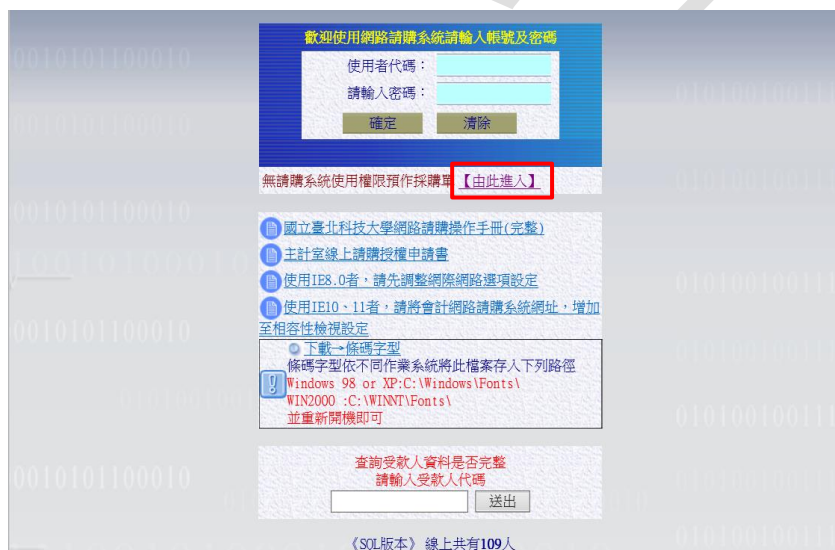 歡迎使用網路請購系統請輸入帳號及密碼
使用者代碼：
請輸入密碼：
確定 清除
無請購系統使用權限預作採購單【由此進入】
國立臺北科技大學網路請購操作手冊(完整)
主計室線上請購授權申請書
使用IE8.0者，請先調整網際網路選項設定
使用IE10、11者，請將會計網路請購系統網址，增加
至相容性檢視設定
下載→條碼字型
條碼字型依不同作業系統將此檔案存入下列路徑
Windows 98 or XP:C:\Windows\Fonts\
WIN2000 :C:\WINNT\Fonts\
並重新開機即可
查詢受款人資料是否完整
請輸入受款人代碼
送出
《SQL版本》 線上共有109人